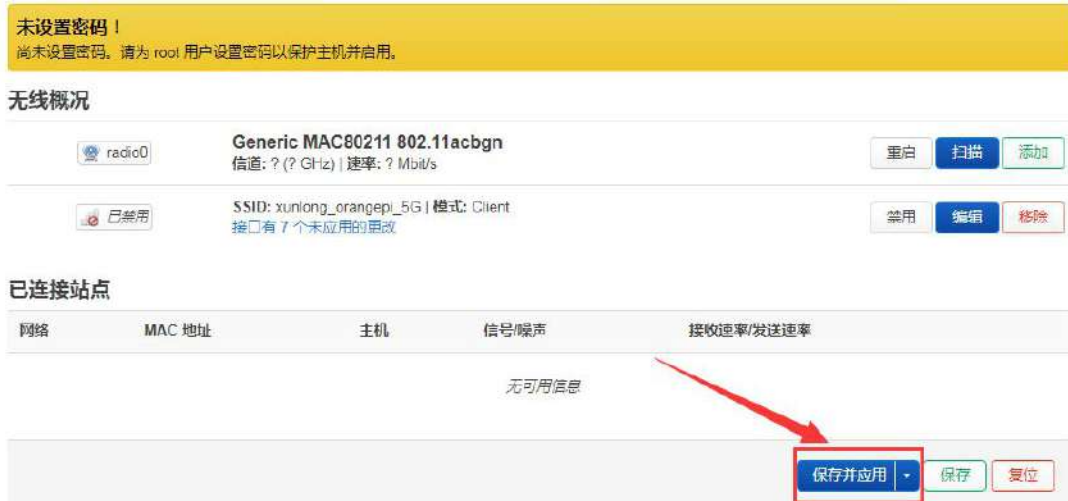 未设置密码！
尚未设置密码。请为 root 用户设置密码以保护主机并启用。
无线概况
radio0
Generic MAC80211 802.11acbgn
信道: ? (? GHz) | 速率: ? Mbit/s
重启 扫描 添加
已禁用
SSID: xunlong_orangepi_5G | 模式: Client
接口有 7 个未应用的更改
禁用 编辑 移除
已连接站点
网络 MAC 地址 主机 信号/噪声 接收速率/发送速率
无可用信息
保存并应用 保存 复位